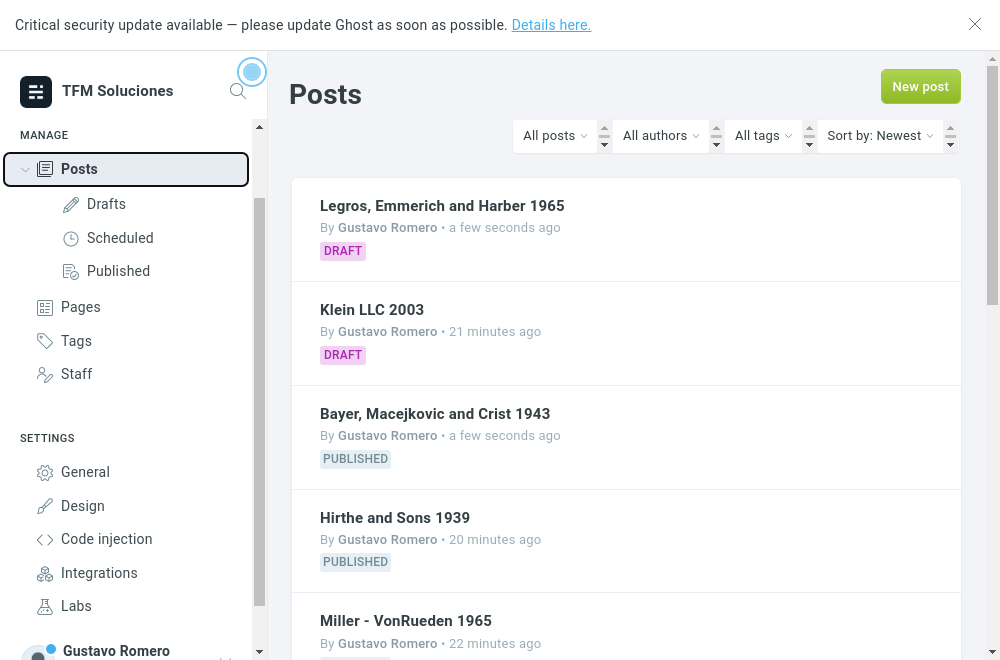 Critical security update available — please update Ghost as soon as possible. Details here.
TFM Soluciones
MANAGE
Posts
Drafts
Scheduled
Published
Pages
Tags
Staff
SETTINGS
General
Design
Code injection
Integrations
Labs
Gustavo Romero
Posts
New post
All posts
All authors
All tags
Sort by: Newest
Legros, Emmerich and Harber 1965
By Gustavo Romero • a few seconds ago
DRAFT
Klein LLC 2003
By Gustavo Romero • 21 minutes ago
DRAFT
Bayer, Macejkovic and Crist 1943
By Gustavo Romero • a few seconds ago
PUBLISHED
Hirthe and Sons 1939
By Gustavo Romero • 20 minutes ago
PUBLISHED
Miller - VonRueden 1965
By Gustavo Romero • 22 minutes ago